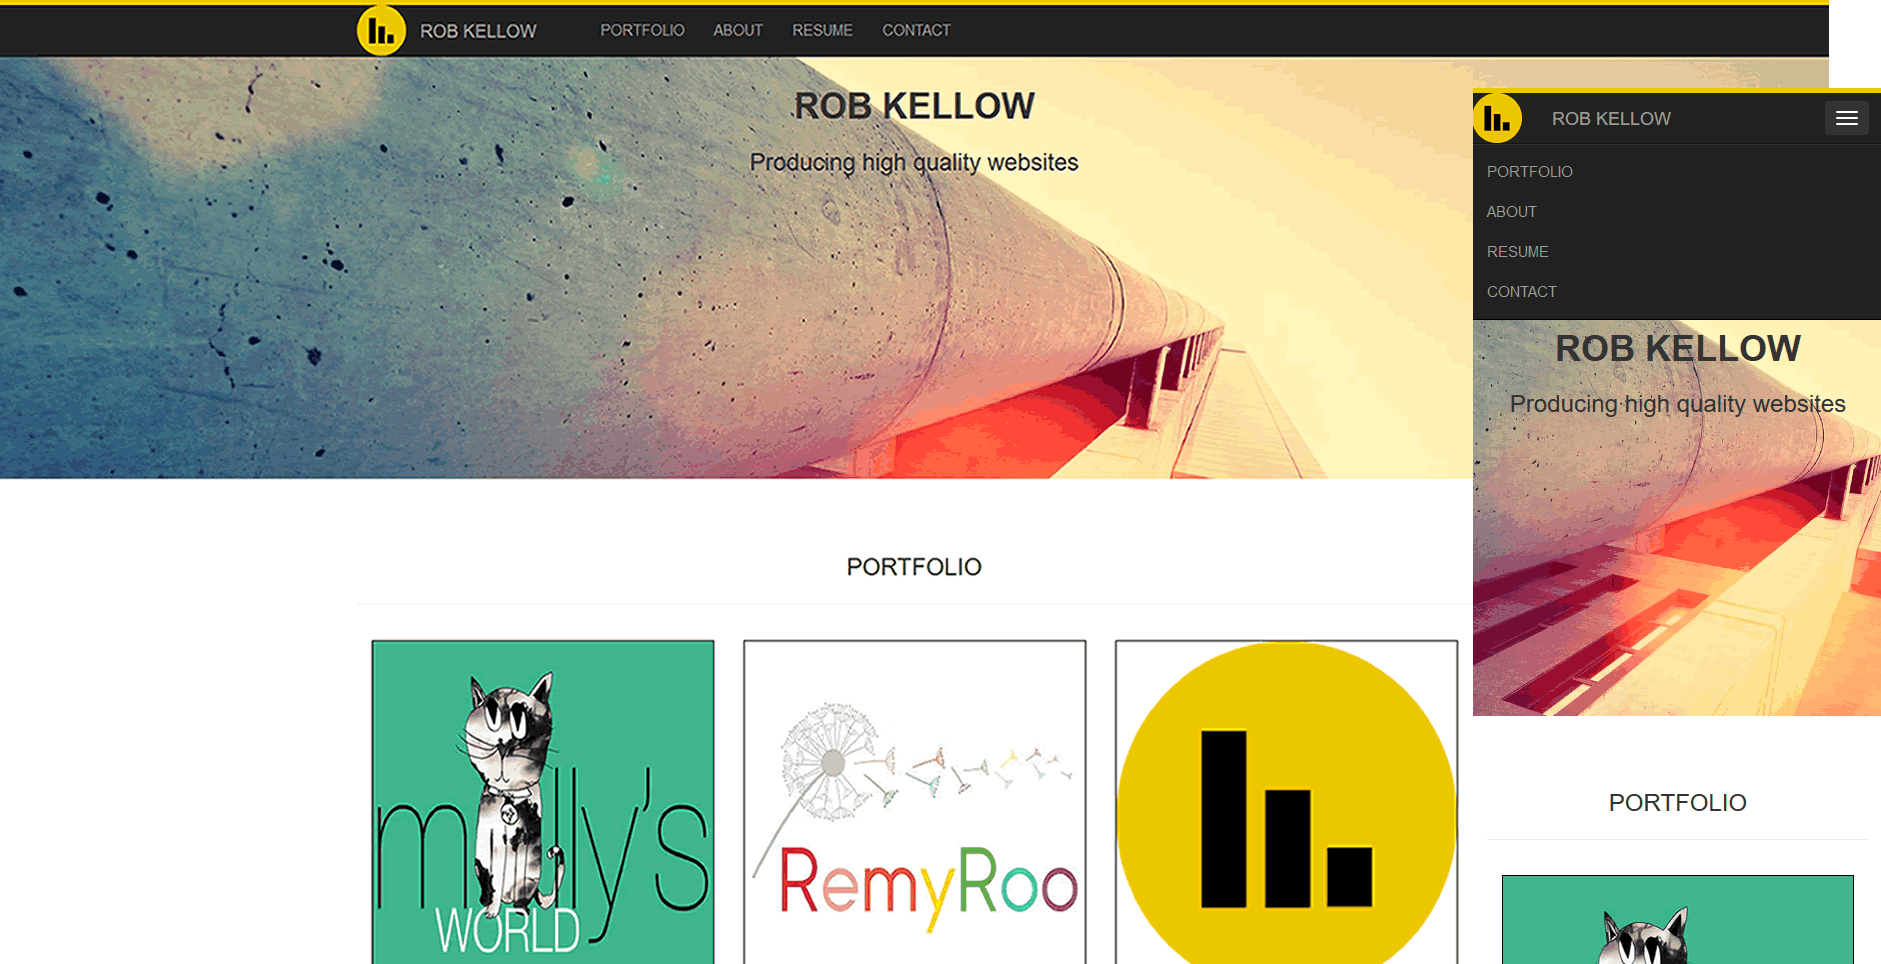 ROB KELLOW PORTFOLIO ABOUT RESUME CONTACT
ROB KELLOW
Producing high quality websites
PORTFOLIO
molly's
WORLD
RemyRoo
ROB KELLOW
PORTFOLIO
ABOUT
RESUME
CONTACT
ROB KELLOW
Producing high quality websites
PORTFOLIO